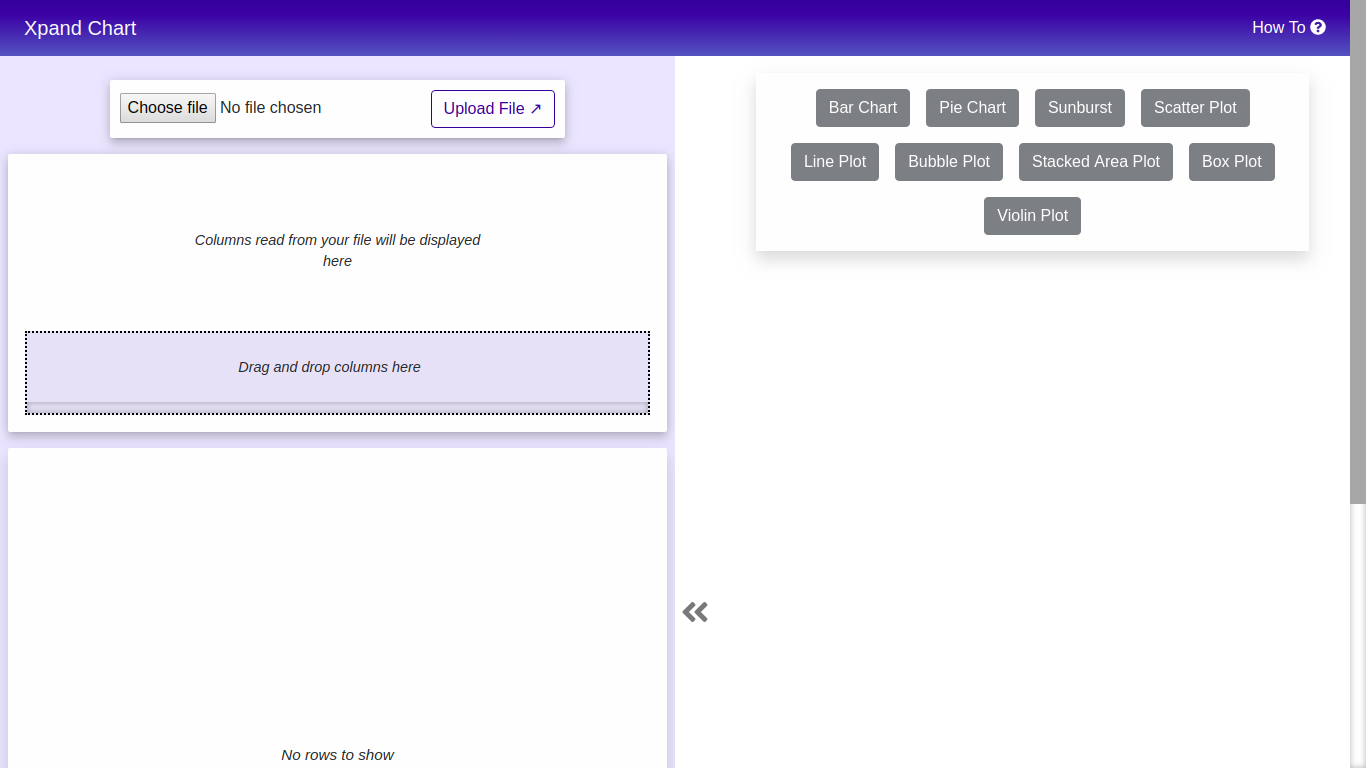 Xpand Chart
How To
Choose file No file chosen
Upload File ↗
Columns read from your file will be displayed
here
Drag and drop columns here
No rows to show
Bar Chart
Pie Chart
Sunburst
Scatter Plot
Line Plot
Bubble Plot
Stacked Area Plot
Box Plot
Violin Plot